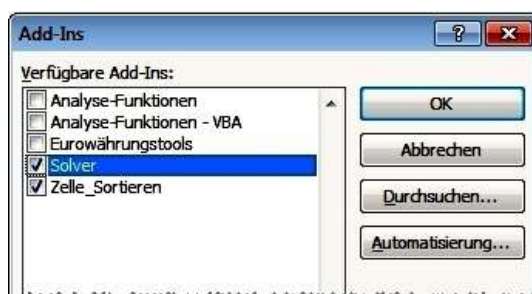 Add-Ins
Verfügbare Add-Ins:
Analyse-Funktionen
Analyse-Funktionen - VBA
Eurowährungstools
Solver
Zelle_Sortieren
OK
Abbrechen
Durchsuchen...
Automatisierung...